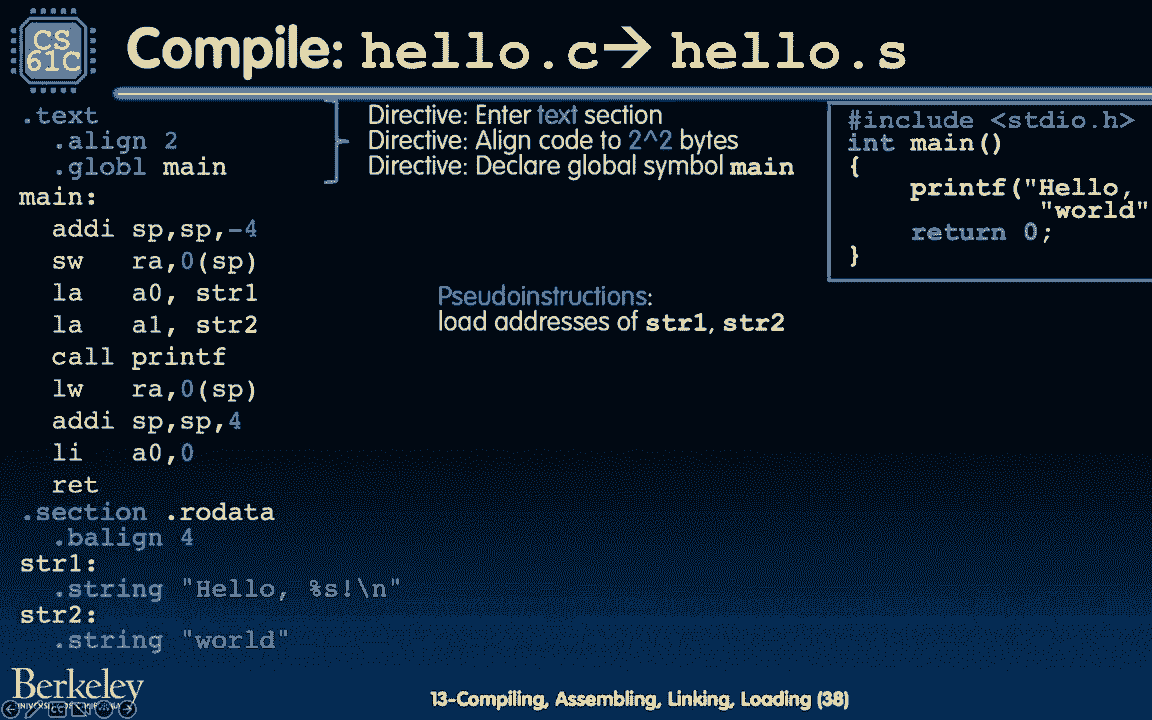 CS
61C
Compile: hello.c→ hello.s
.text
.align 2
.globl main
main:
addi sp,sp,-4
sw ra,0(sp)
la a0, str1
la a1, str2
call printf
lw ra,0(sp)
addi sp,sp,4
li a0,0
ret
.section .rodata
.balign 4
str1:
.string "Hello, %s!\n"
str2:
.string "world"
Directive: Enter text section
Directive: Align code to 2^2 bytes
Directive: Declare global symbol main
Pseudoinstructions:
load addresses of str1, str2
#include <stdio.h>
int main()
{
printf("Hello,
"world"
return 0;
}
Berkeley
13-Compiling, Assembling, Linking, Loading (38)